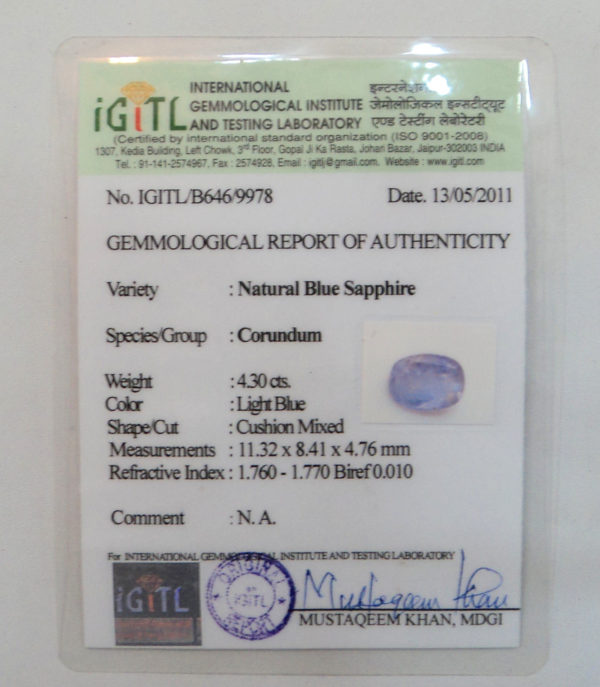 iGiTL
INTERNATIONAL
GEMMOLOGICAL INSTITUTE
AND TESTING LABORATORY
जेमोलोजिकल इन्सटीट्यूट
एण्ड टेस्टींग लेबोरेटरी
(Certified by international standard organization (ISO 9001-2008)
1307, Kedia Building, Left Chowk, 3rd Floor, Gopal Ji Ka Rasta, Johari Bazar, Jaipur-302003 INDIA
Tel. : 91-141-2574967, Fax : 2574928, Email : igitlj@gmail.com, Website : www.igitl.com
No. IGITL/B646/9978 Date. 13/05/2011
GEMMOLOGICAL REPORT OF AUTHENTICITY
Variety : Natural Blue Sapphire
Species/Group : Corundum
Weight : 4.30 cts.
Color : Light Blue
Shape/Cut : Cushion Mixed
Measurements : 11.32 x 8.41 x 4.76 mm
Refractive Index : 1.760 - 1.770 Biref 0.010
Comment : N. A.
For INTERNATIONAL GEMMOLOGICAL INSTITUTE AND TESTING LABORATORY
iGiTL
ORIGINAL
IGITL
REPORT
Mustaqeem Khan
MUSTAQEEM KHAN, MDGI